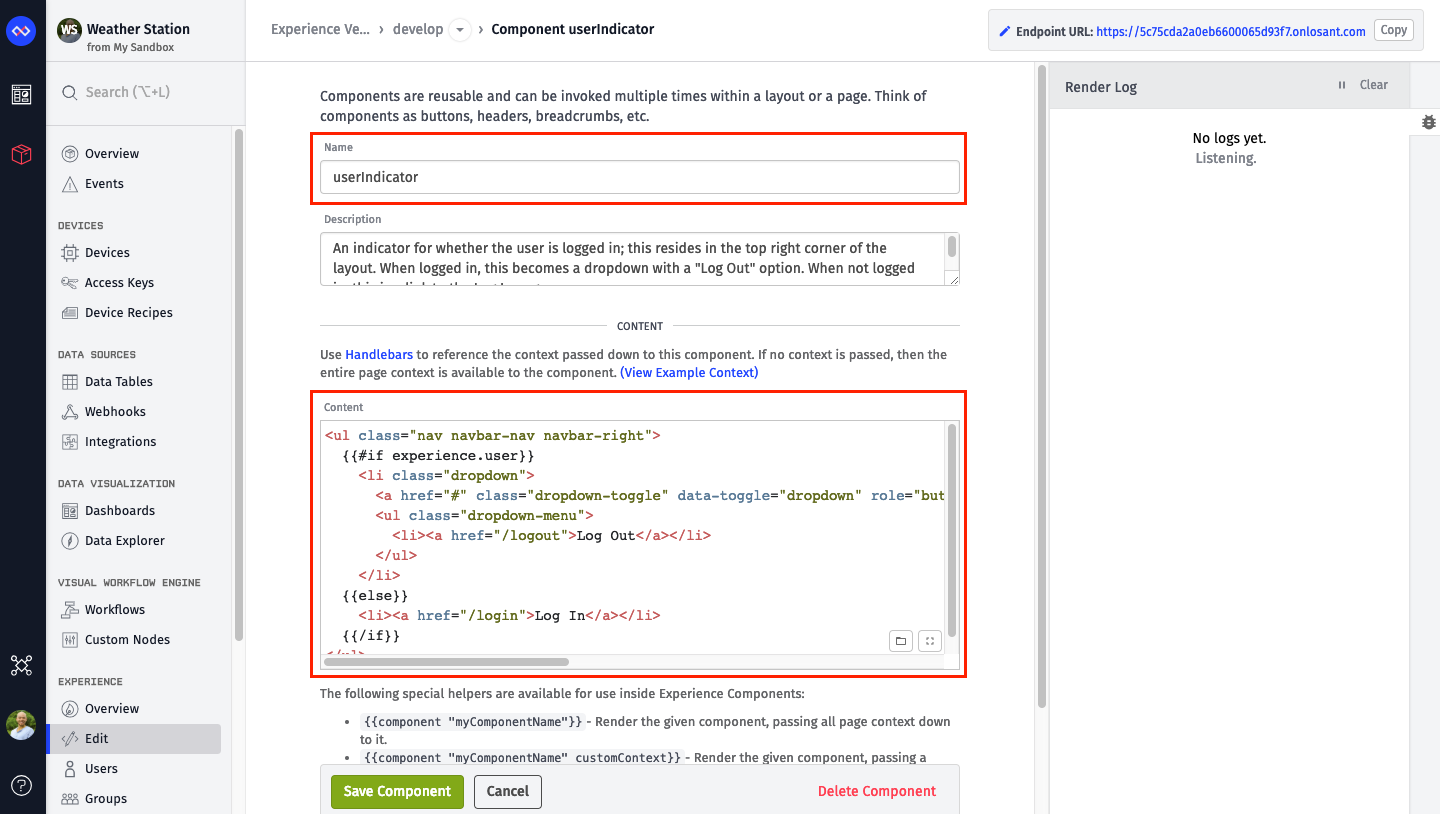 WS
Weather Station
from My Sandbox
Experience Ve... › develop › Component userIndicator
Endpoint URL: https://5c75cda2a0eb6600065d93f7.onlosant.com
Copy
Search (⌥+L)
Overview
Events
DEVICES
Devices
Access Keys
Device Recipes
DATA SOURCES
Data Tables
Webhooks
Integrations
DATA VISUALIZATION
Dashboards
Data Explorer
VISUAL WORKFLOW ENGINE
Workflows
Custom Nodes
EXPERIENCE
Overview
Edit
Users
Groups
Components are reusable and can be invoked multiple times within a layout or a page. Think of
components as buttons, headers, breadcrumbs, etc.
Name
userIndicator
Description
An indicator for whether the user is logged in; this resides in the top right corner of the
layout. When logged in, this becomes a dropdown with a "Log Out" option. When not logged
CONTENT
Use Handlebars to reference the context passed down to this component. If no context is passed, then the
entire page context is available to the component. (View Example Context)
Content
<ul class="nav navbar-nav navbar-right">
{{#if experience.user}}
<li class="dropdown">
<a href="#" class="dropdown-toggle" data-toggle="dropdown" role="but
<ul class="dropdown-menu">
<li><a href="/logout">Log Out</a></li>
</ul>
</li>
{{else}}
<li><a href="/login">Log In</a></li>
{{/if}}
</ul>
The following special helpers are available for use inside Experience Components:
• {{component "myComponentName"}} - Render the given component, passing all page context down
to it.
• {{component "myComponentName" customContext}} - Render the given component, passing a
Save Component
Cancel
Delete Component
Render Log
Clear
No logs yet.
Listening.